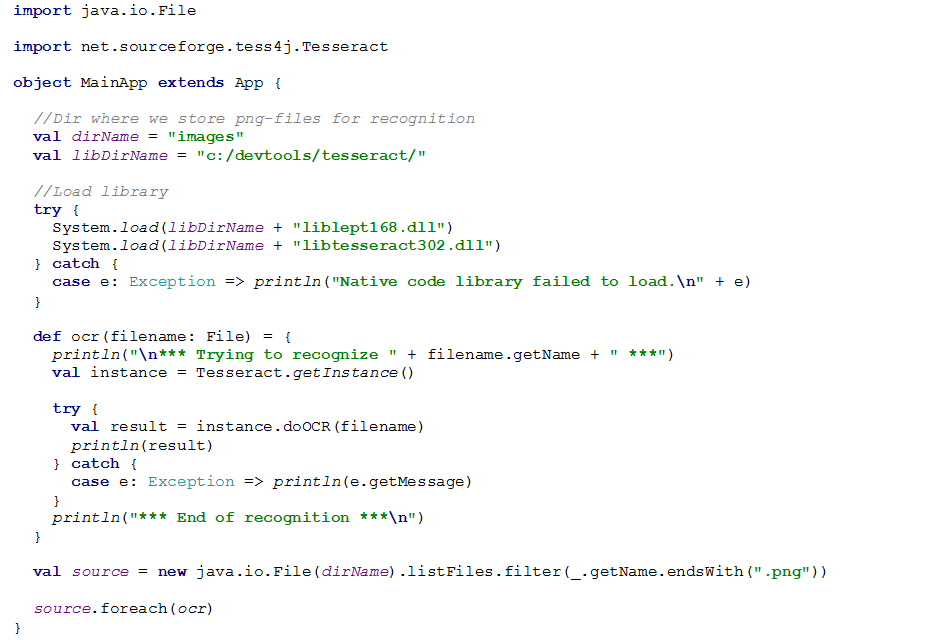 import java.io.File
import net.sourceforge.tess4j.Tesseract
object MainApp extends App {
//Dir where we store png-files for recognition
val dirName = "images"
val libDirName = "c:/devtools/tesseract/"
//Load library
try {
System.load(libDirName + "liblept168.dll")
System.load(libDirName + "libtesseract302.dll")
} catch {
case e: Exception => println("Native code library failed to load.\n" + e)
}
def ocr(filename: File) = {
println("\n*** Trying to recognize " + filename.getName + " ***")
val instance = Tesseract.getInstance()
try {
val result = instance.doOCR(filename)
println(result)
} catch {
case e: Exception => println(e.getMessage)
}
println("*** End of recognition ***\n")
}
val source = new java.io.File(dirName).listFiles.filter(_.getName.endsWith(".png"))
source.foreach(ocr)
}